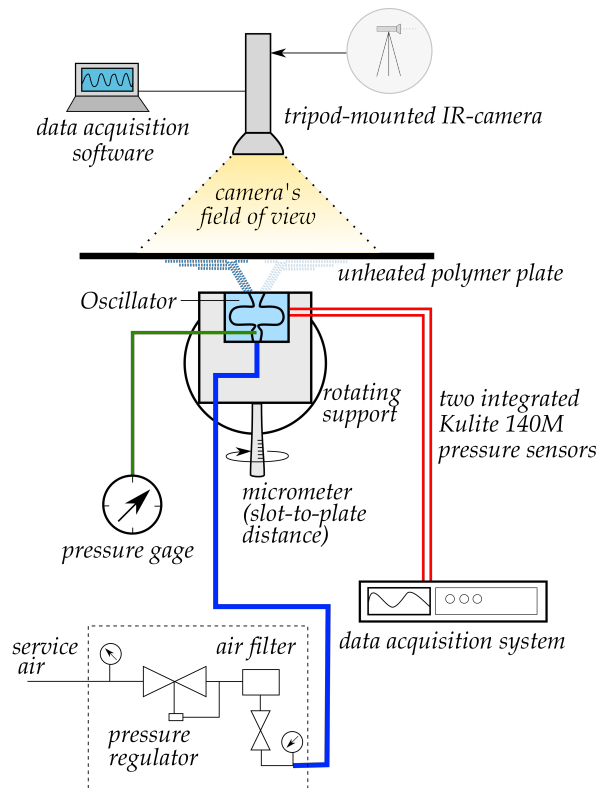 tripod-mounted IR-camera
data acquisition
software
camera's
field of view
unheated polymer plate
Oscillator
rotating
support
two integrated
Kulite 140M
pressure sensors
micrometer
(slot-to-plate
distance)
pressure gage
data acquisition system
service
air
air filter
pressure
regulator